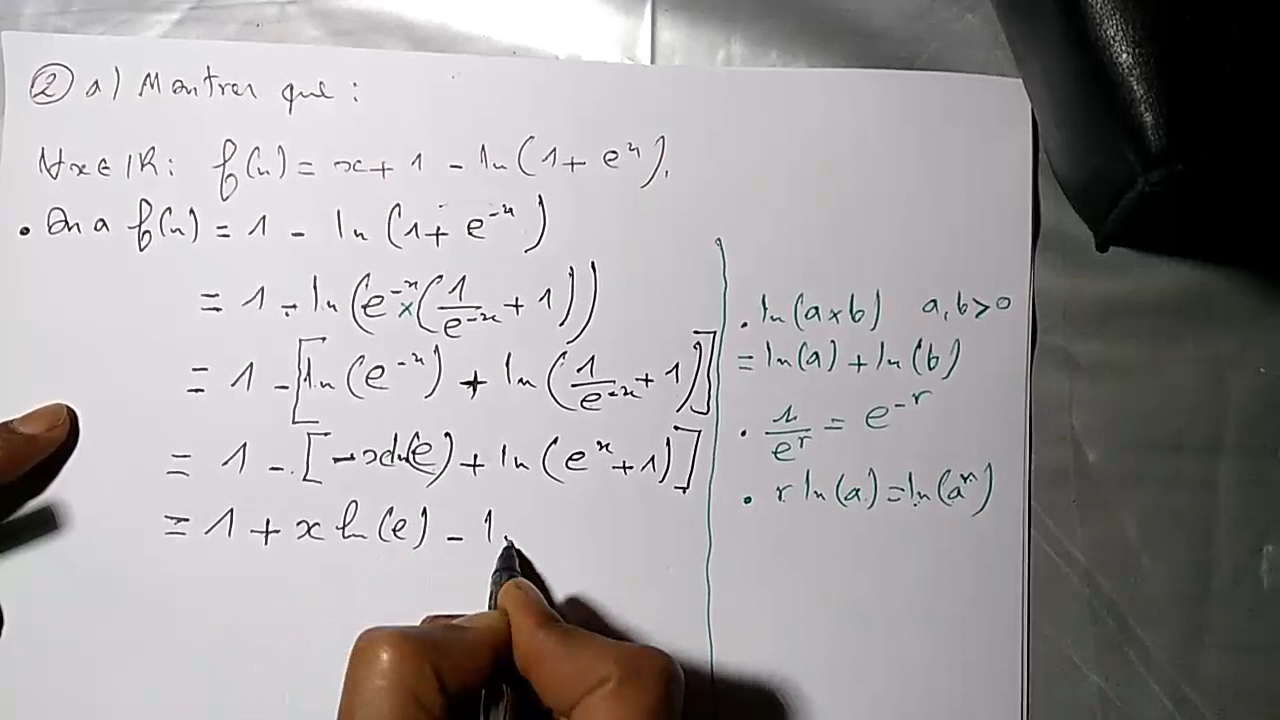 ② a) Montrer que :
∀x∈IR : f(x) = x + 1 - ln(1 + eˣ).
• On a f(x) = 1 - ln(1 + e⁻ˣ)
= 1 - ln(e⁻ˣ × (1/e⁻ˣ + 1))
= 1 - [ln(e⁻ˣ) + ln(1/e⁻ˣ + 1)]
= 1 - [-x ln(e) + ln(eˣ + 1)]
= 1 + x ln(e) - l
• ln(a×b) a, b > 0
= ln(a) + ln(b)
• 1/eʳ = e⁻ʳ
• r ln(a) = ln(aʳ)